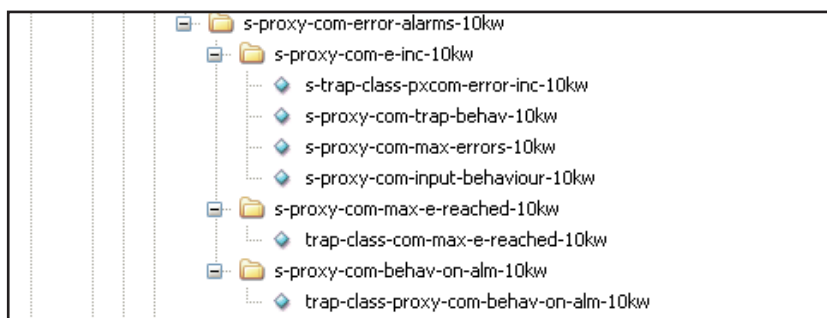 s-proxy-com-error-alarms-10kw
s-proxy-com-e-inc-10kw
s-trap-class-pxcom-error-inc-10kw
s-proxy-com-trap-behav-10kw
s-proxy-com-max-errors-10kw
s-proxy-com-input-behaviour-10kw
s-proxy-com-max-e-reached-10kw
trap-class-com-max-e-reached-10kw
s-proxy-com-behav-on-alm-10kw
trap-class-proxy-com-behav-on-alm-10kw